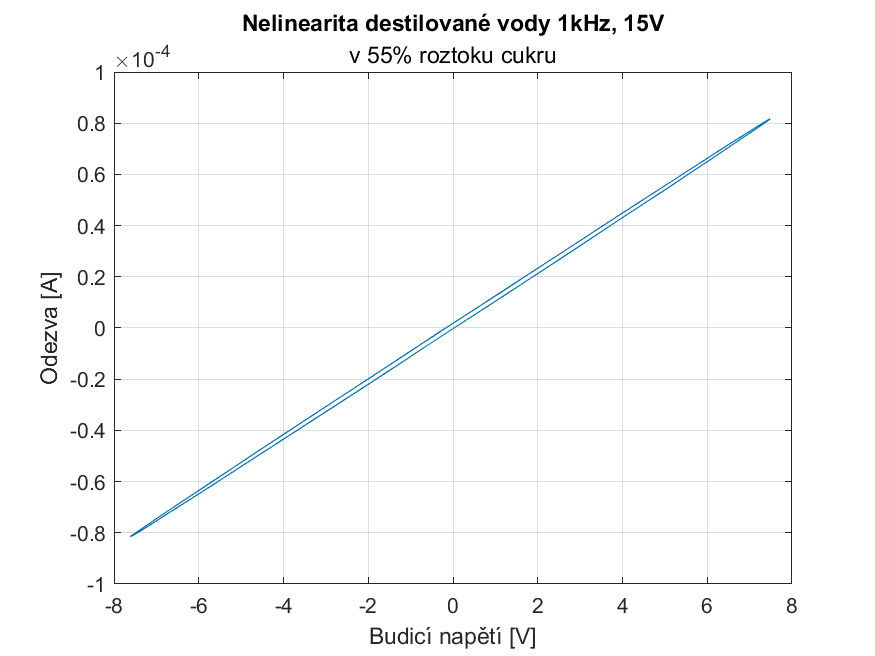 Nelinearita destilované vody 1kHz, 15V
v 55% roztoku cukru
×10⁻⁴
1
0.8
0.6
0.4
0.2
0
-0.2
-0.4
-0.6
-0.8
-1
Odezva [A]
-8 -6 -4 -2 0 2 4 6 8
Budicí napětí [V]